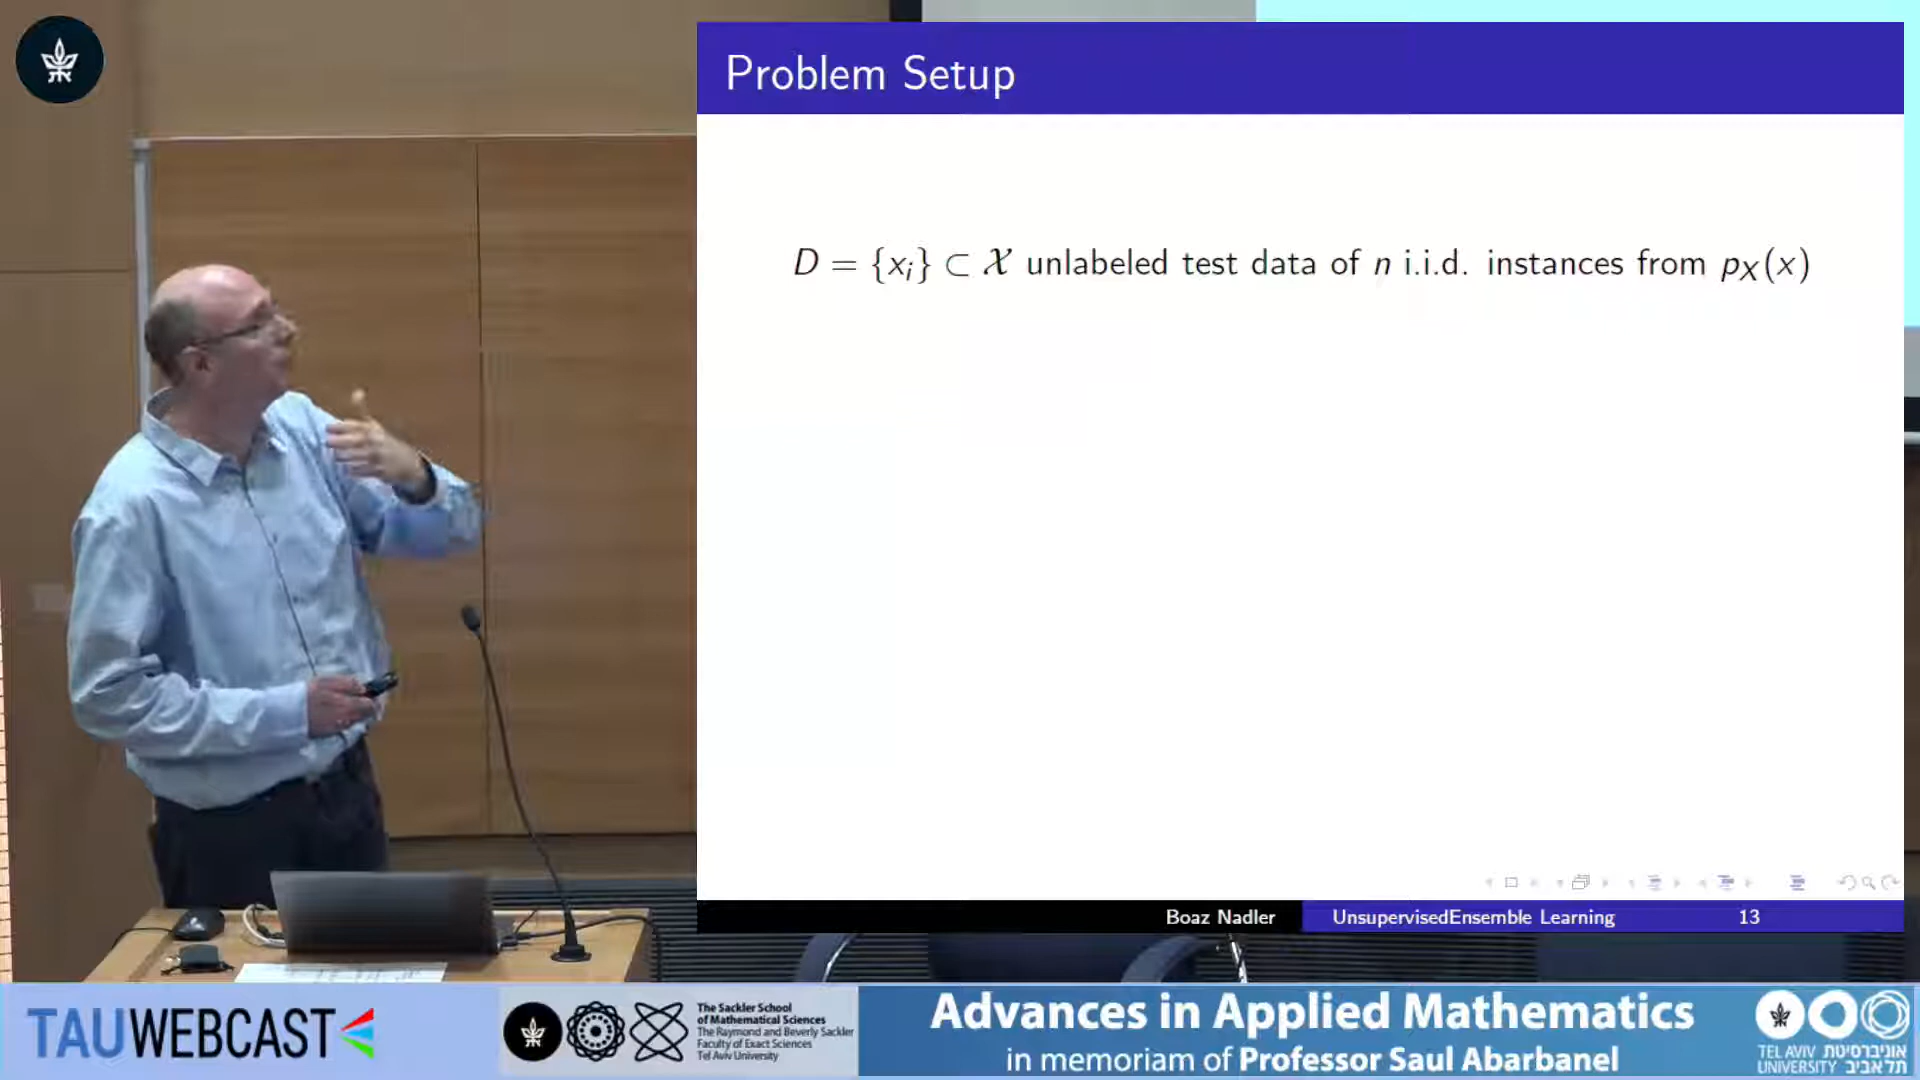 Problem Setup
D = {xᵢ} ⊂ 𝒳 unlabeled test data of n i.i.d. instances from p_X(x)
Boaz Nadler UnsupervisedEnsemble Learning 13
TAUWEBCAST
The Sackler School
of Mathematical Sciences
The Raymond and Beverly Sackler
Faculty of Exact Sciences
Tel Aviv University
Advances in Applied Mathematics
in memoriam of Professor Saul Abarbanel
TEL AVIV אוניברסיטת
UNIVERSITY תל אביב